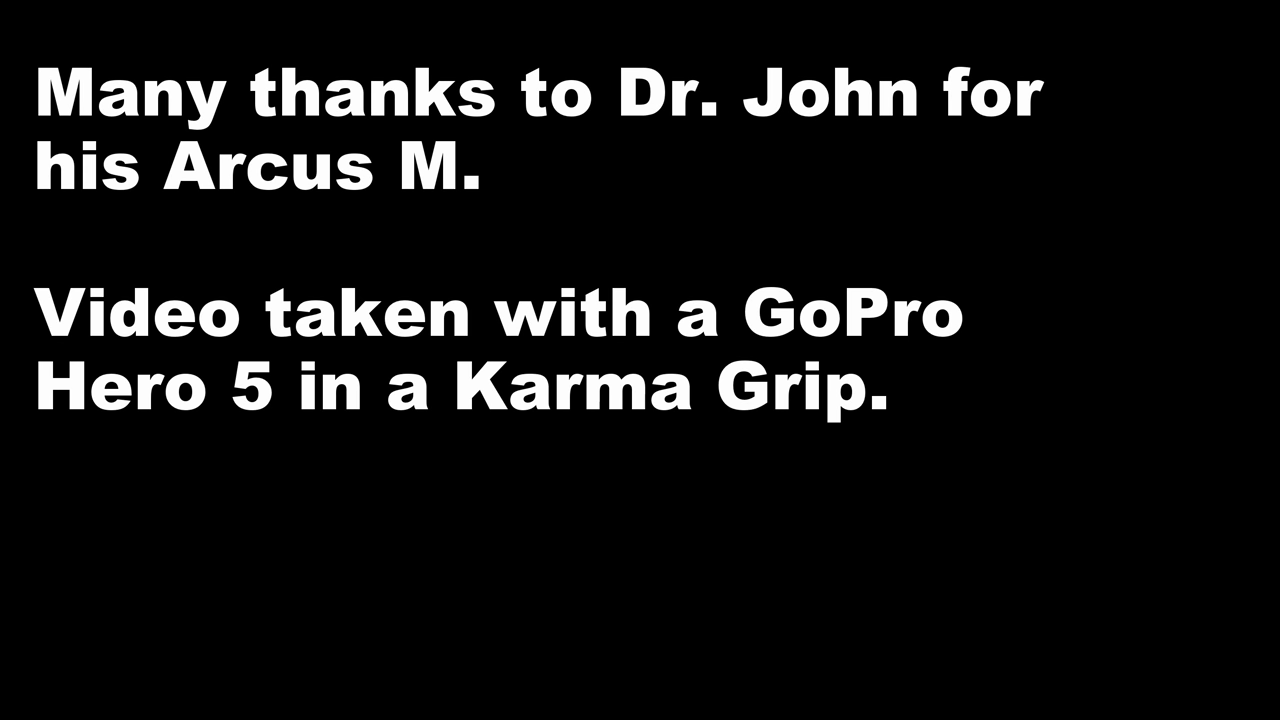 Many thanks to Dr. John for
his Arcus M.
Video taken with a GoPro
Hero 5 in a Karma Grip.